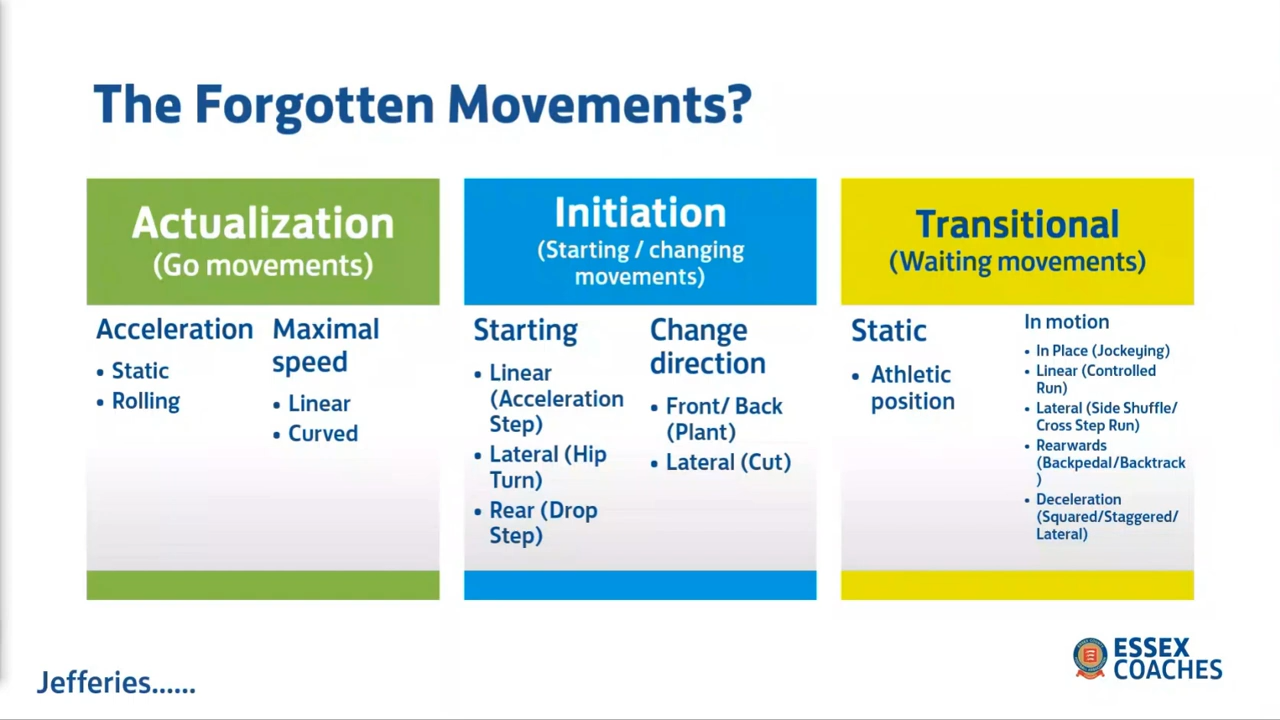 The Forgotten Movements?
Actualization
(Go movements)
Acceleration
• Static
• Rolling
Maximal
speed
• Linear
• Curved
Initiation
(Starting / changing
movements)
Starting
• Linear
(Acceleration
Step)
• Lateral (Hip
Turn)
• Rear (Drop
Step)
Change
direction
• Front/ Back
(Plant)
• Lateral (Cut)
Transitional
(Waiting movements)
Static
• Athletic
position
In motion
• In Place (Jockeying)
• Linear (Controlled
Run)
• Lateral (Side Shuffle/
Cross Step Run)
• Rearwards
(Backpedal/Backtrack
)
• Deceleration
(Squared/Staggered/
Lateral)
Jefferies......
ESSEX
COACHES